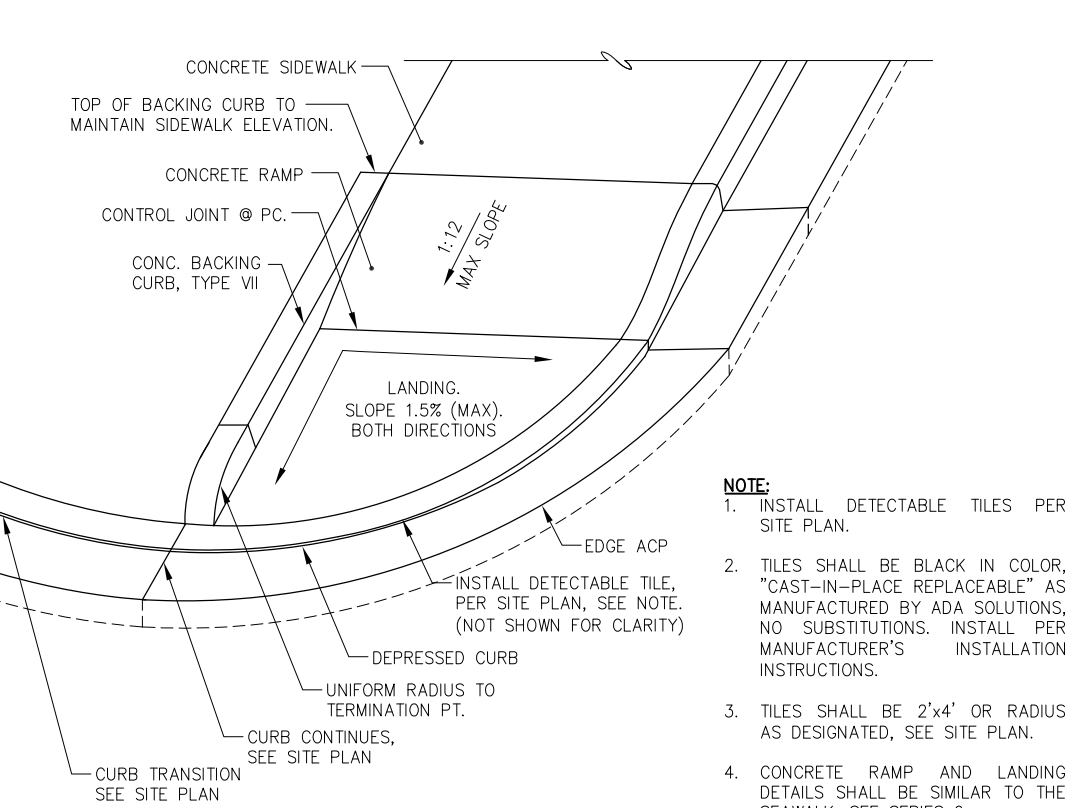 CONCRETE SIDEWALK
TOP OF BACKING CURB TO
MAINTAIN SIDEWALK ELEVATION.
CONCRETE RAMP
CONTROL JOINT @ PC.
CONC. BACKING
CURB, TYPE VII
1:12
MAX SLOPE
LANDING.
SLOPE 1.5% (MAX).
BOTH DIRECTIONS
EDGE ACP
INSTALL DETECTABLE TILE,
PER SITE PLAN, SEE NOTE.
(NOT SHOWN FOR CLARITY)
DEPRESSED CURB
UNIFORM RADIUS TO
TERMINATION PT.
CURB CONTINUES,
SEE SITE PLAN
CURB TRANSITION
SEE SITE PLAN
NOTE:
1. INSTALL DETECTABLE TILES PER
SITE PLAN.
2. TILES SHALL BE BLACK IN COLOR,
"CAST-IN-PLACE REPLACEABLE" AS
MANUFACTURED BY ADA SOLUTIONS,
NO SUBSTITUTIONS. INSTALL PER
MANUFACTURER'S INSTALLATION
INSTRUCTIONS.
3. TILES SHALL BE 2'x4' OR RADIUS
AS DESIGNATED, SEE SITE PLAN.
4. CONCRETE RAMP AND LANDING
DETAILS SHALL BE SIMILAR TO THE